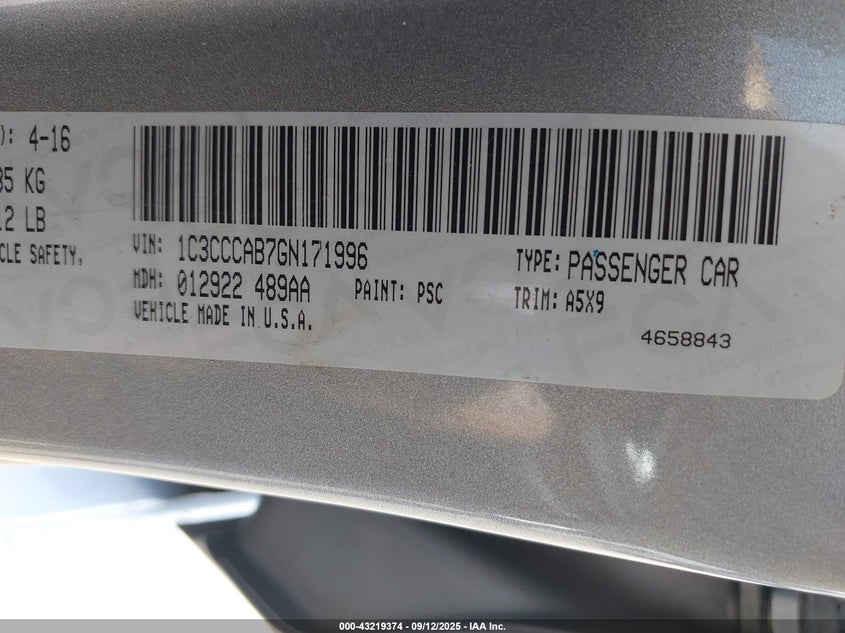 ): 4-16
85 KG
12 LB
CLE SAFETY,
VIN: 1C3CCCAB7GN171996
TYPE: PASSENGER CAR
MDH: 012922 489AA
PAINT: PSC
TRIM: A5X9
VEHICLE MADE IN U.S.A.
4658843
000-43219374 - 09/12/2025 - IAA Inc.